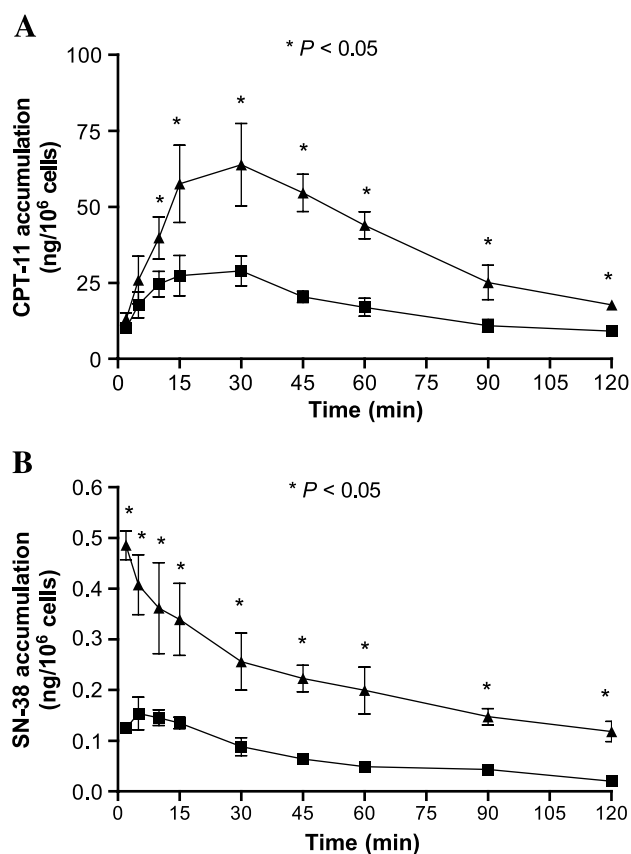 A
* P < 0.05
CPT-11 accumulation
(ng/10⁶ cells)
100
75
50
25
0
* * * * * * * *
0 15 30 45 60 75 90 105 120
Time (min)
B
* P < 0.05
SN-38 accumulation
(ng/10⁶ cells)
0.6
0.5
0.4
0.3
0.2
0.1
0.0
* * * * * * * * *
0 15 30 45 60 75 90 105 120
Time (min)